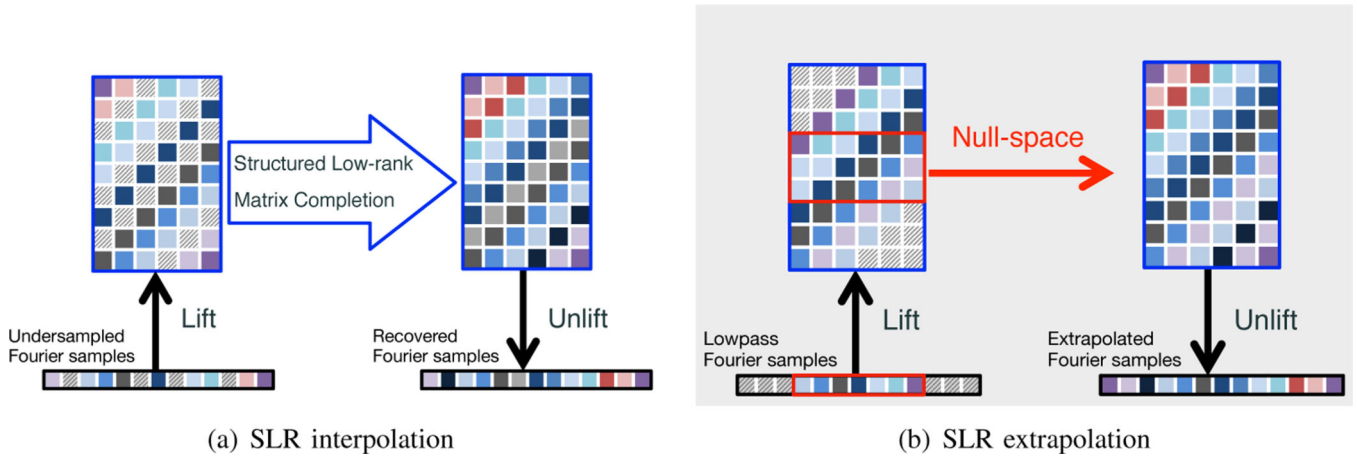 Structured Low-rank
Matrix Completion
Lift
Unlift
Undersampled
Fourier samples
Recovered
Fourier samples
(a) SLR interpolation
Null-space
Lift
Unlift
Lowpass
Fourier samples
Extrapolated
Fourier samples
(b) SLR extrapolation